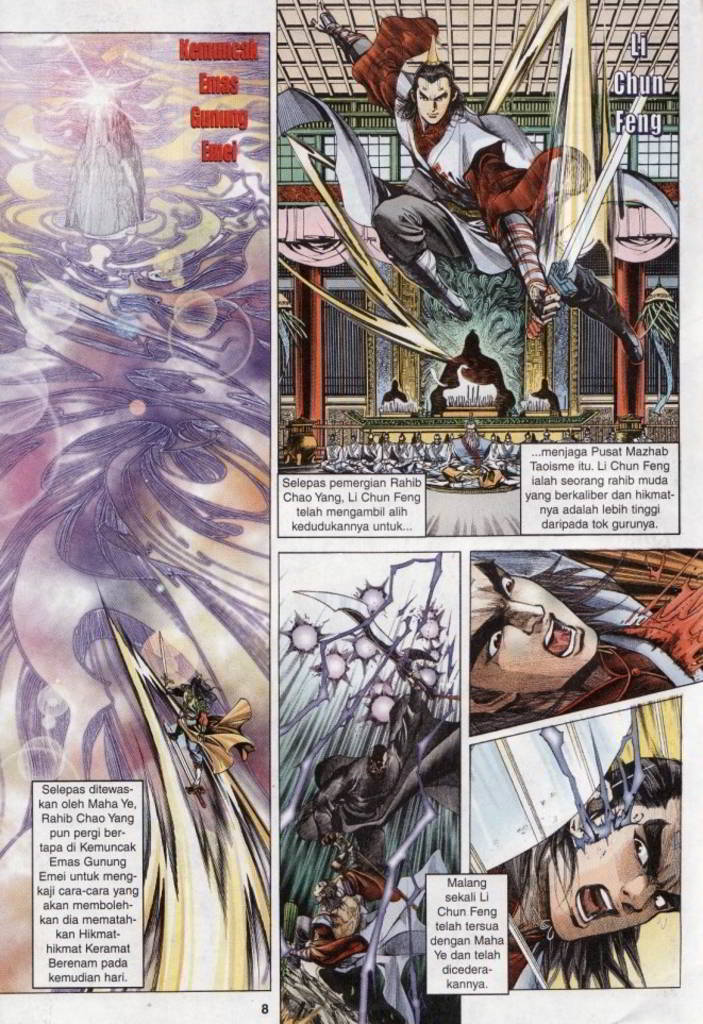 Kemuncak
Emas
Gunung
Emei
Selepas ditewas-
kan oleh Maha Ye,
Rahib Chao Yang
pun pergi ber-
tapa di Kemuncak
Emas Gunung
Emei untuk meng-
kaji cara-cara yang
akan memboleh-
kan dia mematah-
kan Hikmat-
hikmat Keramat
Berenam pada
kemudian hari.
Li
Chun
Feng
Selepas pemergian Rahib
Chao Yang, Li Chun Feng
telah mengambil alih
kedudukannya untuk...
...menjaga Pusat Mazhab
Taoisme itu. Li Chun Feng
ialah seorang rahib muda
yang berkaliber dan hikmat-
nya adalah lebih tinggi
daripada tok gurunya.
Malang
sekali Li
Chun Feng
telah tersua
dengan Maha
Ye dan telah
dicedera-
kannya.
8